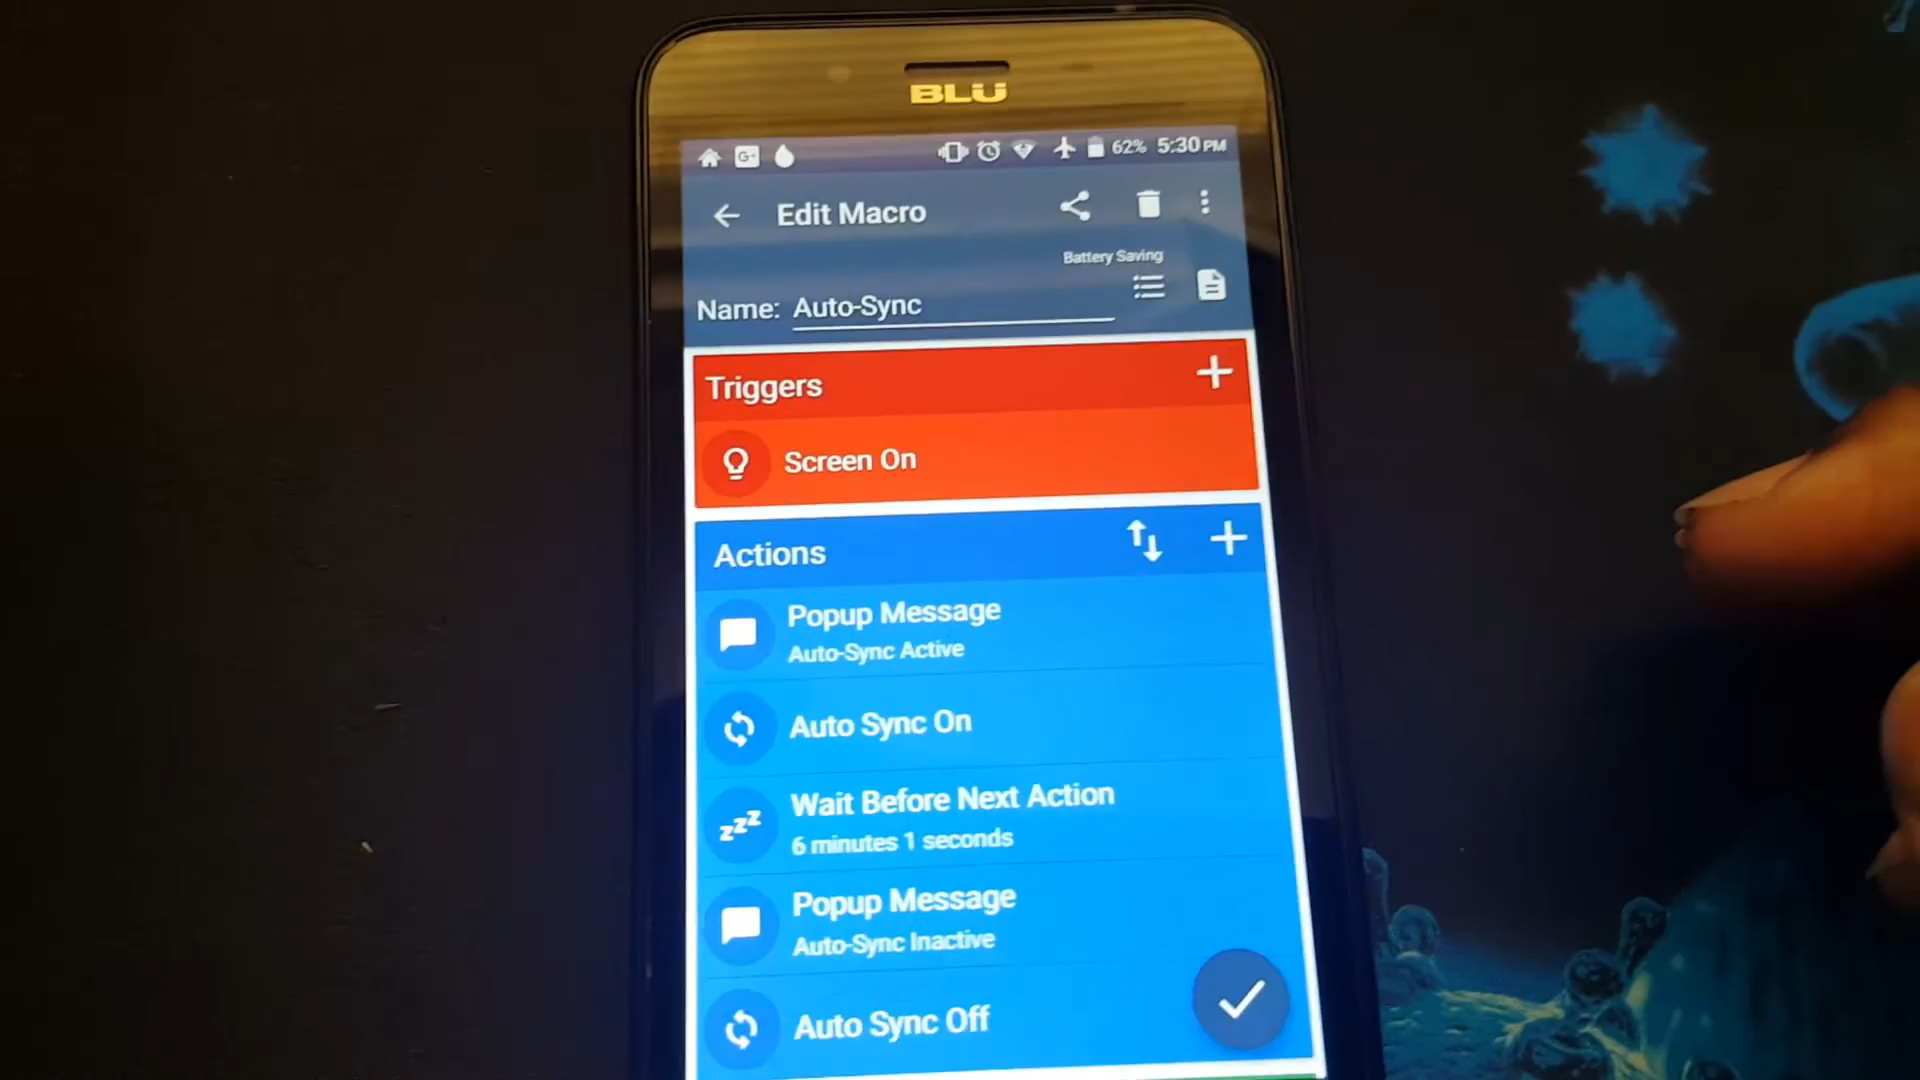 BLU
G+ 62% 5:30 PM
Edit Macro
Battery Saving
Name: Auto-Sync
Triggers
Screen On
Actions
Popup Message
Auto-Sync Active
Auto Sync On
zzz
Wait Before Next Action
6 minutes 1 seconds
Popup Message
Auto-Sync Inactive
Auto Sync Off